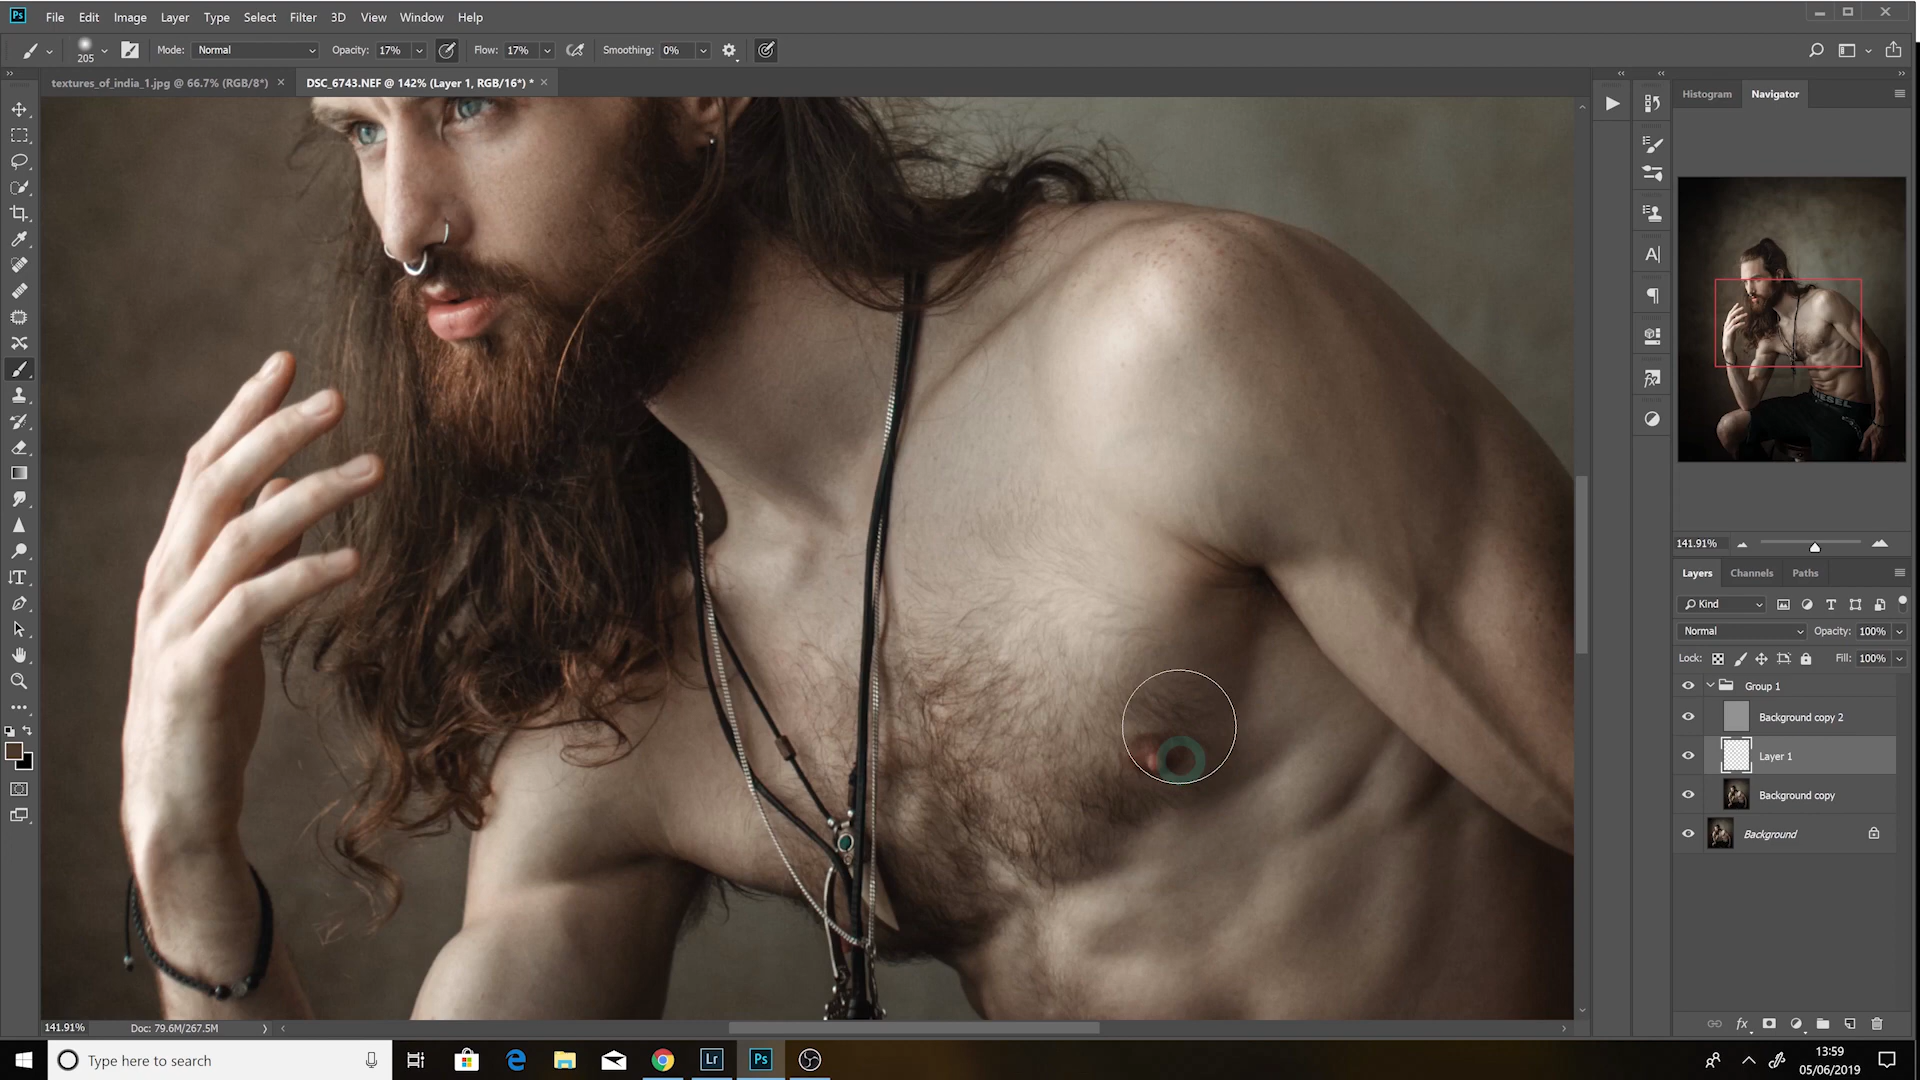 Ps File Edit Image Layer Type Select Filter 3D View Window Help
205 Mode: Normal Opacity: 17% Flow: 17% Smoothing: 0%
textures_of_india_1.jpg @ 66.7% (RGB/8*) × DSC_6743.NEF @ 142% (Layer 1, RGB/16*) * ×
Histogram Navigator
141.91%
Layers Channels Paths
Kind
Normal Opacity: 100%
Lock: Fill: 100%
Group 1
Background copy 2
Layer 1
Background copy
Background
141.91% Doc: 79.6M/267.5M
Type here to search
Lr Ps
13:59
05/06/2019